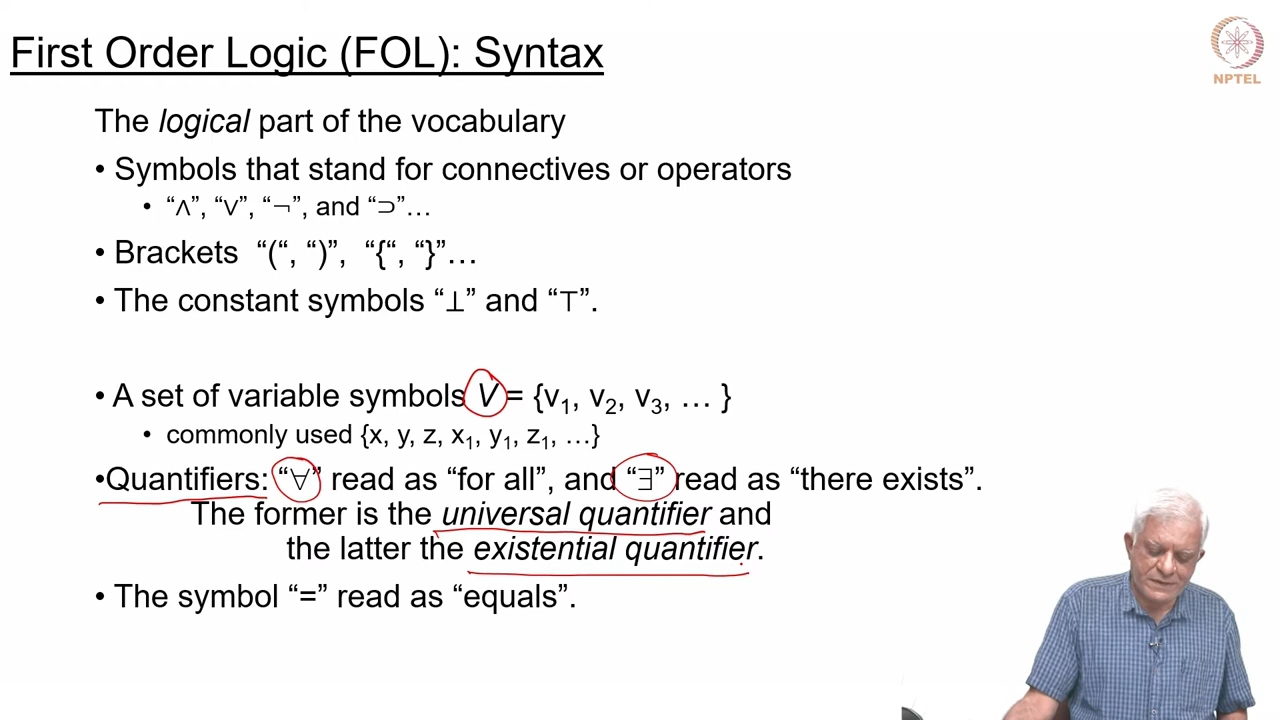 First Order Logic (FOL): Syntax
NPTEL
The logical part of the vocabulary
• Symbols that stand for connectives or operators
• “∧”, “∨”, “¬”, and “⊃”…
• Brackets “(“, “)”, “{“, “}”…
• The constant symbols “⊥” and “⊤”.
• A set of variable symbols V = {v₁, v₂, v₃, … }
• commonly used {x, y, z, x₁, y₁, z₁, …}
•Quantifiers: “∀” read as “for all”, and “∃” read as “there exists”.
The former is the universal quantifier and
the latter the existential quantifier.
• The symbol “=” read as “equals”.